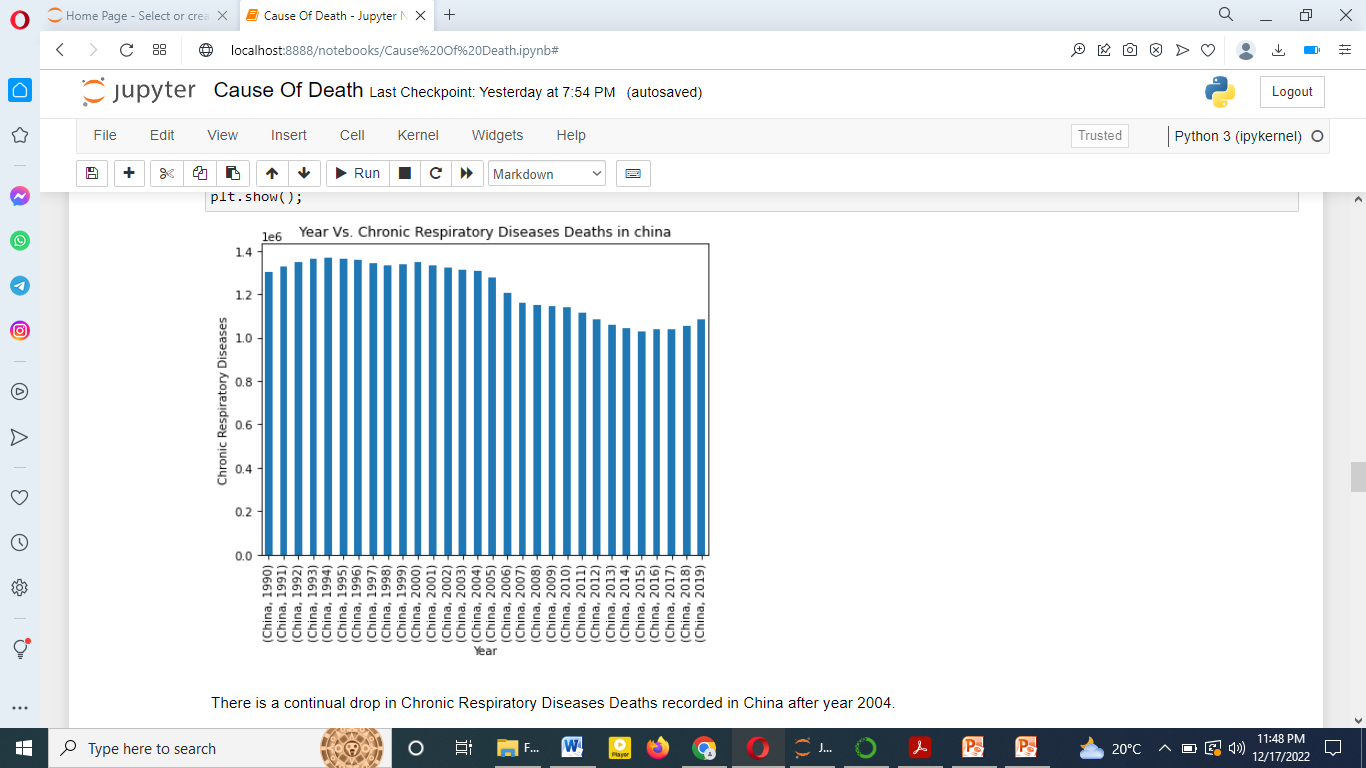 Home Page - Select or crea
Cause Of Death - Jupyter N
localhost:8888/notebooks/Cause%20Of%20Death.ipynb#
jupyter Cause Of Death Last Checkpoint: Yesterday at 7:54 PM (autosaved)
Logout
File Edit View Insert Cell Kernel Widgets Help
Trusted
Python 3 (ipykernel)
Run
Markdown
plt.show();
Year Vs. Chronic Respiratory Diseases Deaths in china
1e6
1.4
1.2
1.0
0.8
0.6
0.4
0.2
0.0
Chronic Respiratory Diseases
(China, 1990)
(China, 1991)
(China, 1992)
(China, 1993)
(China, 1994)
(China, 1995)
(China, 1996)
(China, 1997)
(China, 1998)
(China, 1999)
(China, 2000)
(China, 2001)
(China, 2002)
(China, 2003)
(China, 2004)
(China, 2005)
(China, 2006)
(China, 2007)
(China, 2008)
(China, 2009)
(China, 2010)
(China, 2011)
(China, 2012)
(China, 2013)
(China, 2014)
(China, 2015)
(China, 2016)
(China, 2017)
(China, 2018)
(China, 2019)
Year
There is a continual drop in Chronic Respiratory Diseases Deaths recorded in China after year 2004.
Type here to search
F...
Player
J...
20°C
11:48 PM
12/17/2022